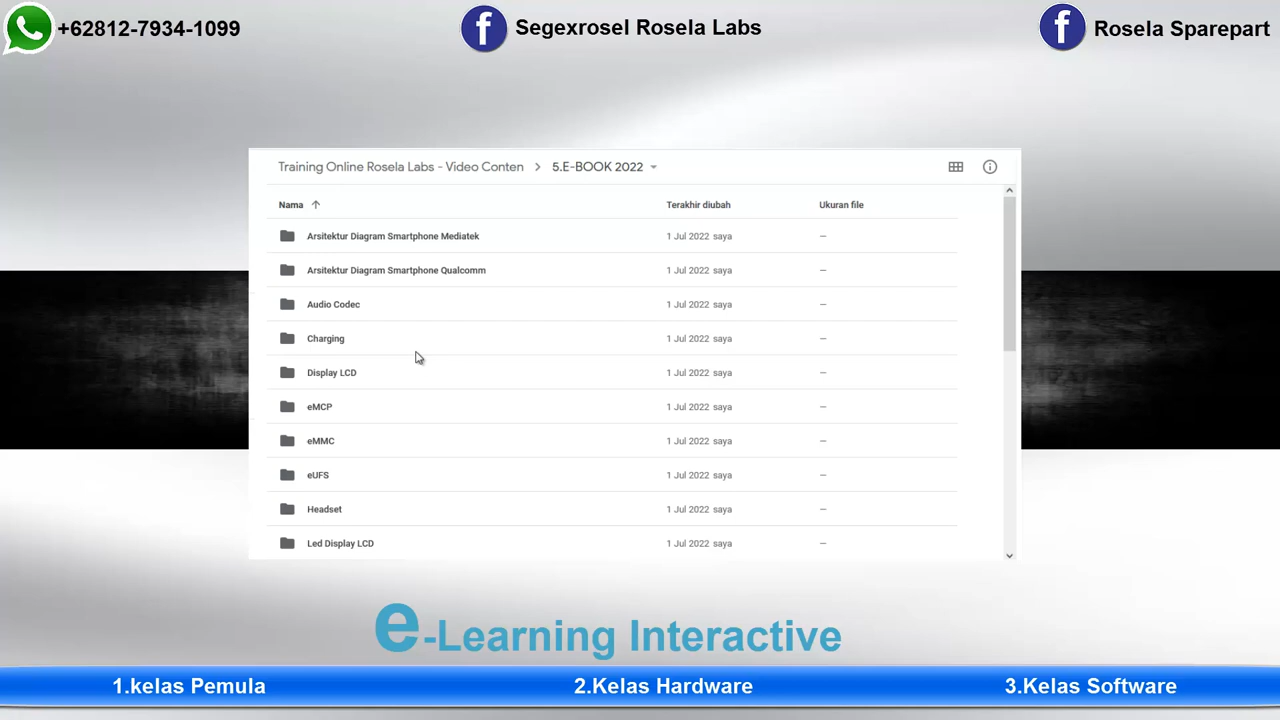 +62812-7934-1099
Segexrosel Rosela Labs
Rosela Sparepart
Training Online Rosela Labs - Video Conten > 5.E-BOOK 2022
Nama Terakhir diubah Ukuran file
Arsitektur Diagram Smartphone Mediatek 1 Jul 2022 saya –
Arsitektur Diagram Smartphone Qualcomm 1 Jul 2022 saya –
Audio Codec 1 Jul 2022 saya –
Charging 1 Jul 2022 saya –
Display LCD 1 Jul 2022 saya –
eMCP 1 Jul 2022 saya –
eMMC 1 Jul 2022 saya –
eUFS 1 Jul 2022 saya –
Headset 1 Jul 2022 saya –
Led Display LCD 1 Jul 2022 saya –
e-Learning Interactive
1.kelas Pemula
2.Kelas Hardware
3.Kelas Software